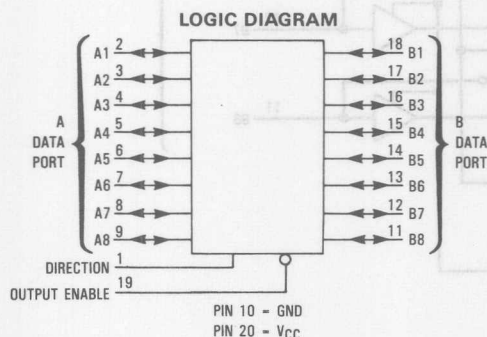 LOGIC DIAGRAM
A1 2
A2 3
A3 4
A4 5
A5 6
A6 7
A7 8
A8 9
A
DATA
PORT
18 B1
17 B2
16 B3
15 B4
14 B5
13 B6
12 B7
11 B8
B
DATA
PORT
DIRECTION 1
OUTPUT ENABLE 19
PIN 10 = GND
PIN 20 = VCC